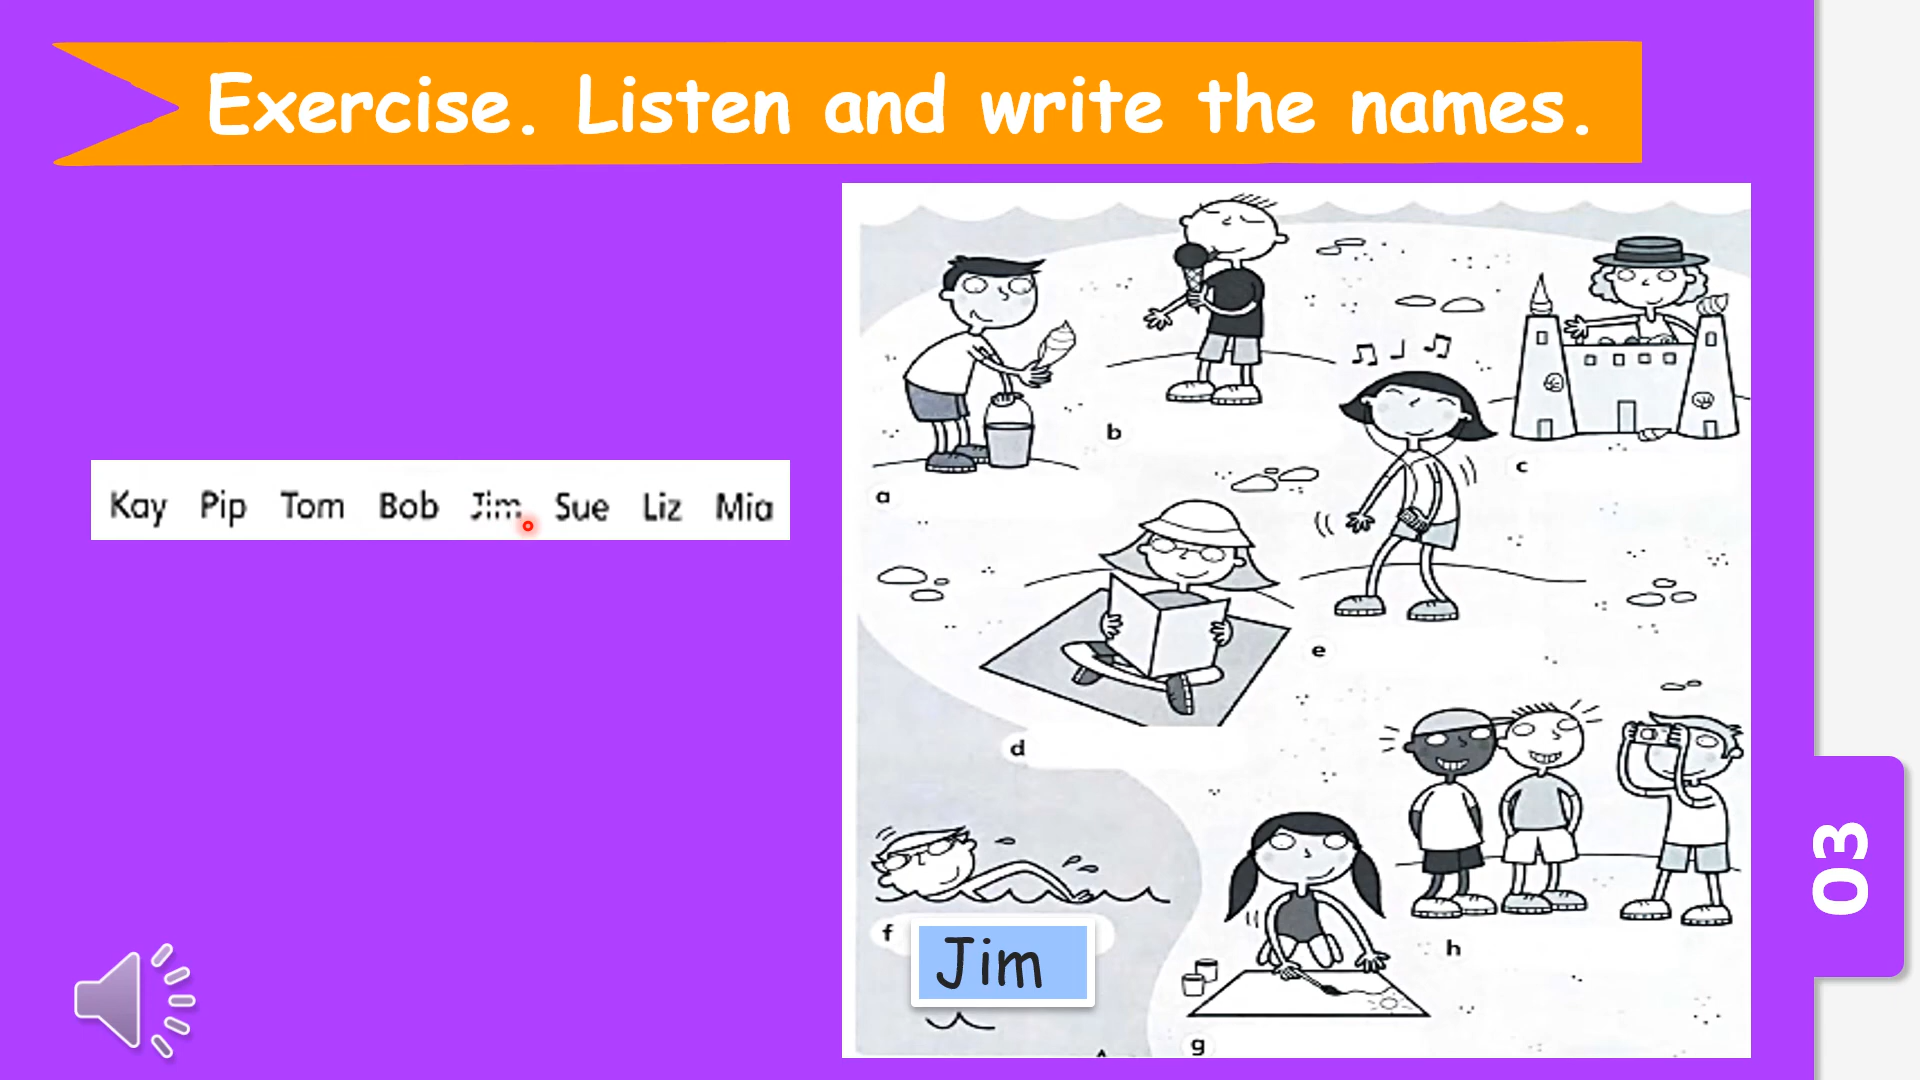 Exercise. Listen and write the names.
Kay Pip Tom Bob Jim Sue Liz Mia
a
b
c
d
e
f
Jim
g
h
03